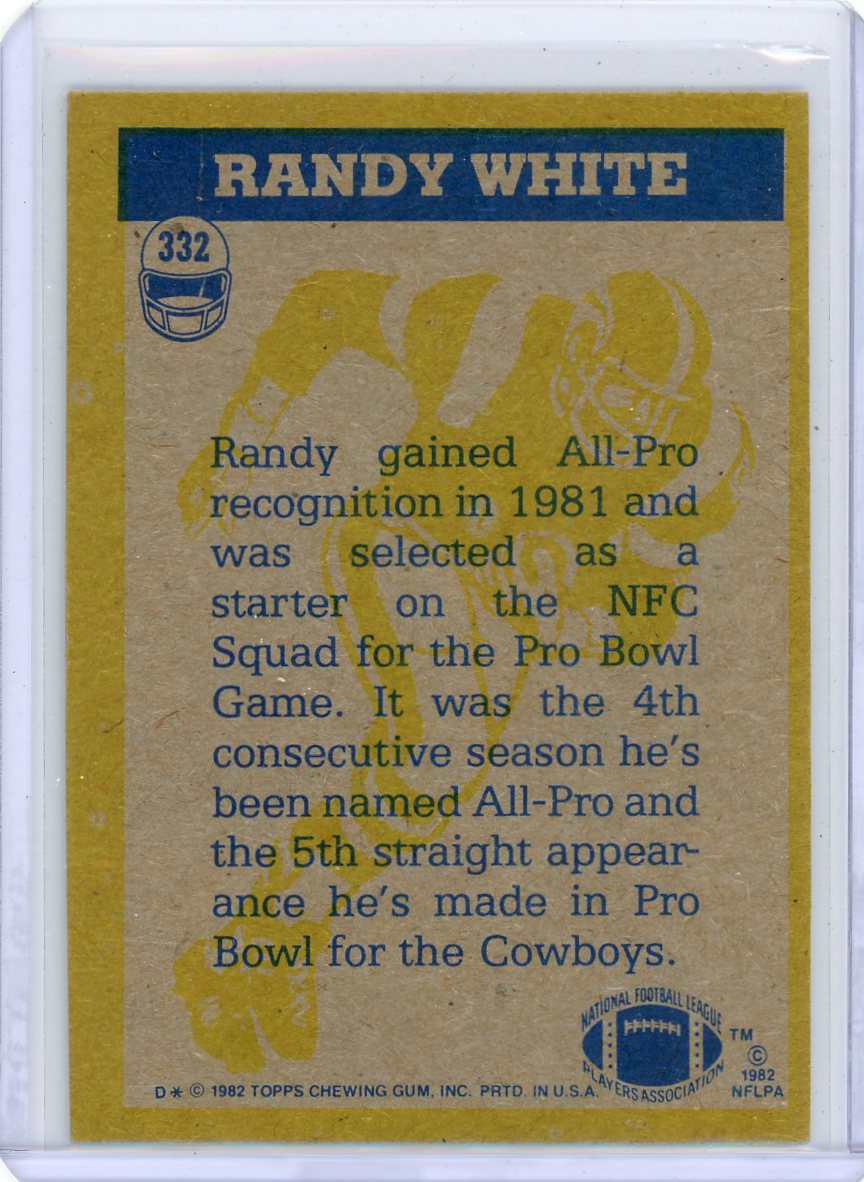 RANDY WHITE
332
Randy gained All-Pro
recognition in 1981 and
was selected as a
starter on the NFC
Squad for the Pro Bowl
Game. It was the 4th
consecutive season he's
been named All-Pro and
the 5th straight appear-
ance he's made in Pro
Bowl for the Cowboys.
NATIONAL FOOTBALL LEAGUE
PLAYERS ASSOCIATION
TM
©
1982
NFLPA
D * © 1982 TOPPS CHEWING GUM, INC. PRTD. IN U.S.A.